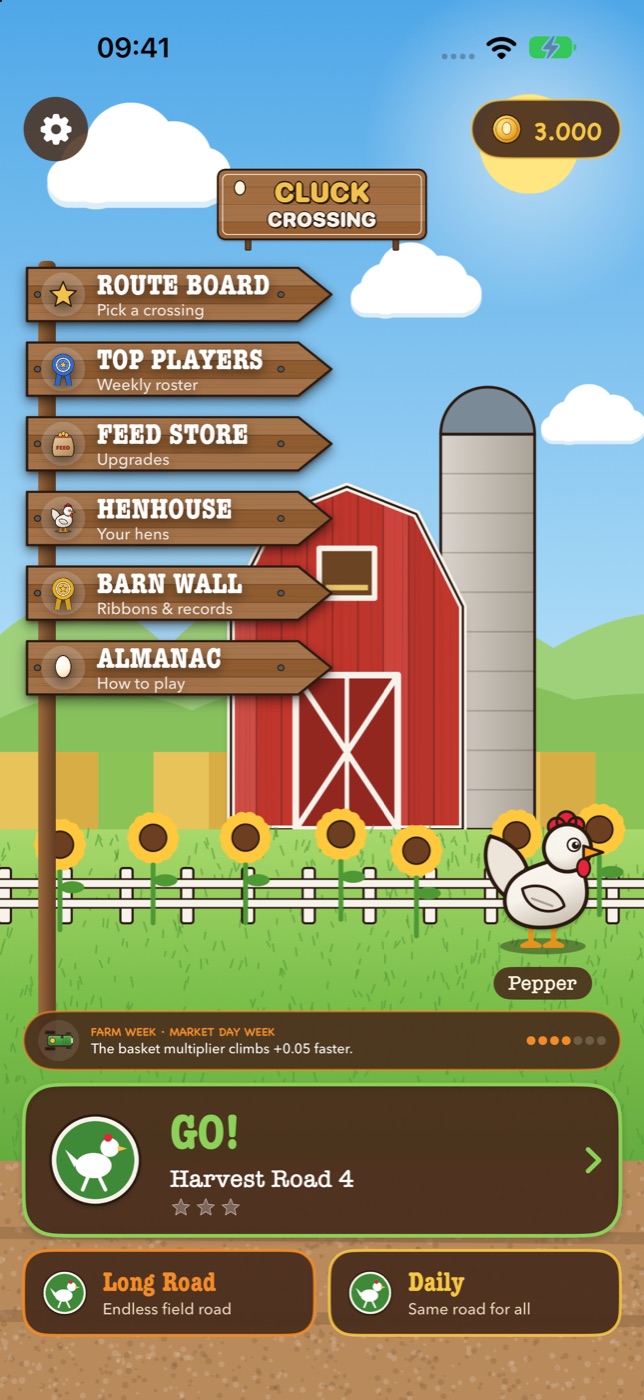 09:41
3.000
CLUCK
CROSSING
ROUTE BOARD
Pick a crossing
TOP PLAYERS
Weekly roster
FEED STORE
Upgrades
FEED
HENHOUSE
Your hens
BARN WALL
Ribbons & records
ALMANAC
How to play
Pepper
FARM WEEK · MARKET DAY WEEK
The basket multiplier climbs +0.05 faster.
GO!
Harvest Road 4
Long Road
Endless field road
Daily
Same road for all